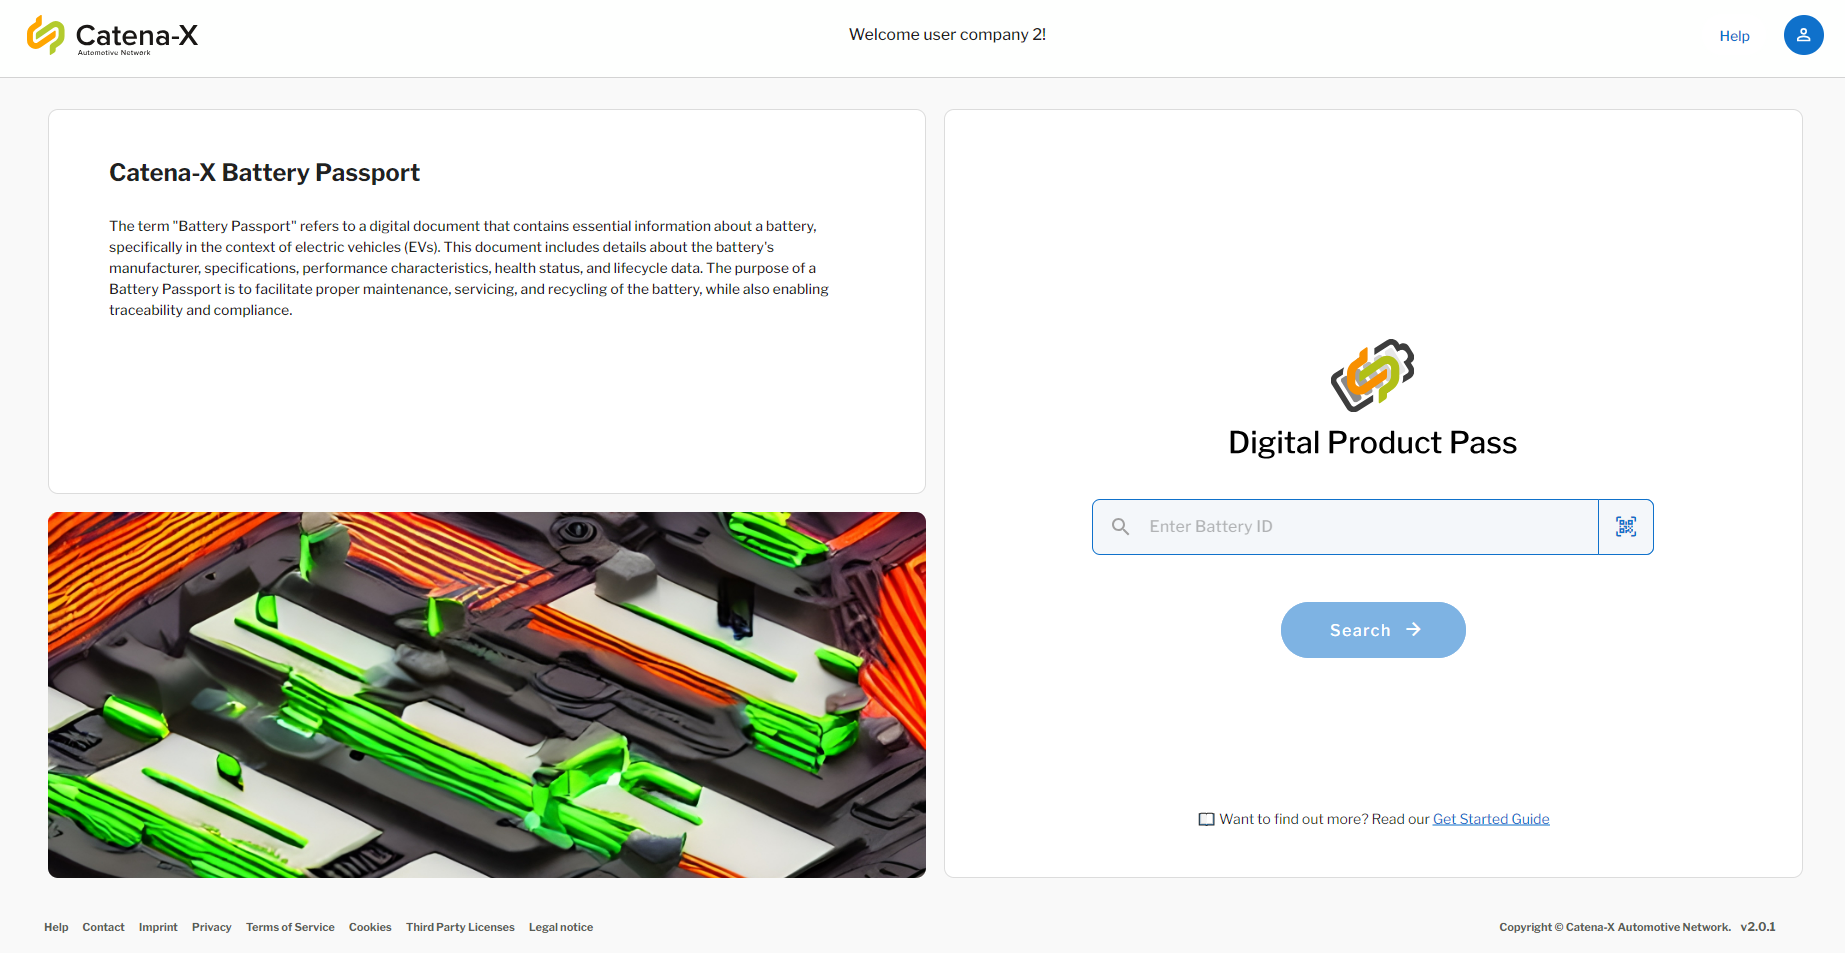 Catena-X
Automotive Network
Welcome user company 2!
Help
Catena-X Battery Passport
The term "Battery Passport" refers to a digital document that contains essential information about a battery,
specifically in the context of electric vehicles (EVs). This document includes details about the battery's
manufacturer, specifications, performance characteristics, health status, and lifecycle data. The purpose of a
Battery Passport is to facilitate proper maintenance, servicing, and recycling of the battery, while also enabling
traceability and compliance.
Digital Product Pass
Enter Battery ID
Search
Want to find out more? Read our Get Started Guide
Help Contact Imprint Privacy Terms of Service Cookies Third Party Licenses Legal notice
Copyright © Catena-X Automotive Network. v2.0.1